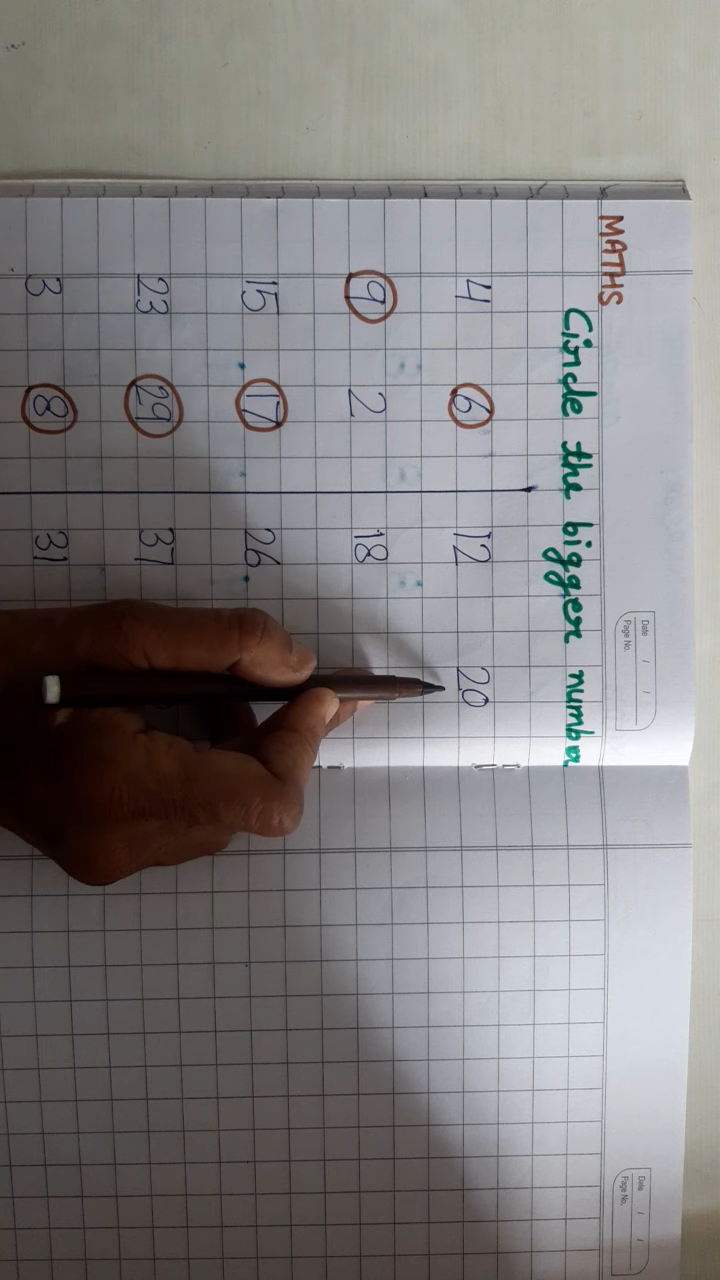 MATHS
Date / /
Page No.
Circle the bigger number
4 6 12 20
9 2 18
15 17 26
23 29 37
3 8 31
Date / /
Page No.